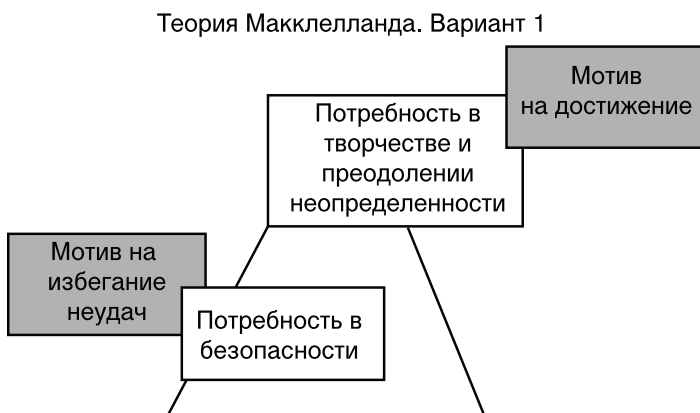 Теория Макклелланда. Вариант 1
Мотив
на достижение
Потребность в
творчестве и
преодолении
неопределенности
Мотив на
избегание
неудач
Потребность в
безопасности